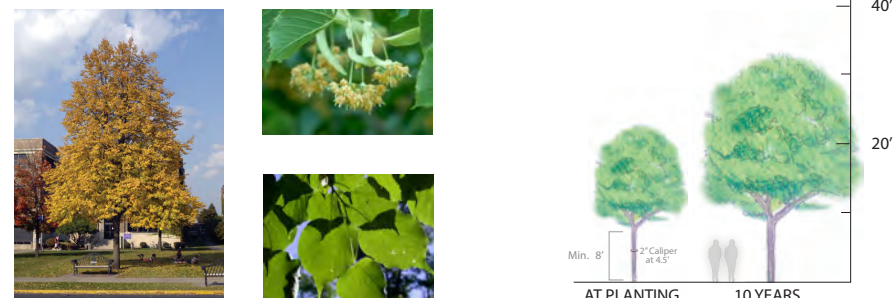 40'
20'
Min. 8'
2" Caliper
at 4.5'
AT PLANTING
10 YEARS